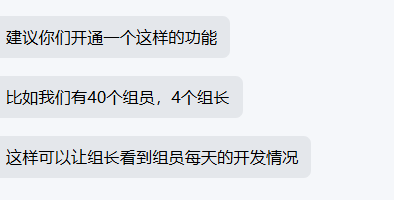 建议你们开通一个这样的功能
比如我们有40个组员，4个组长
这样可以让组长看到组员每天的开发情况